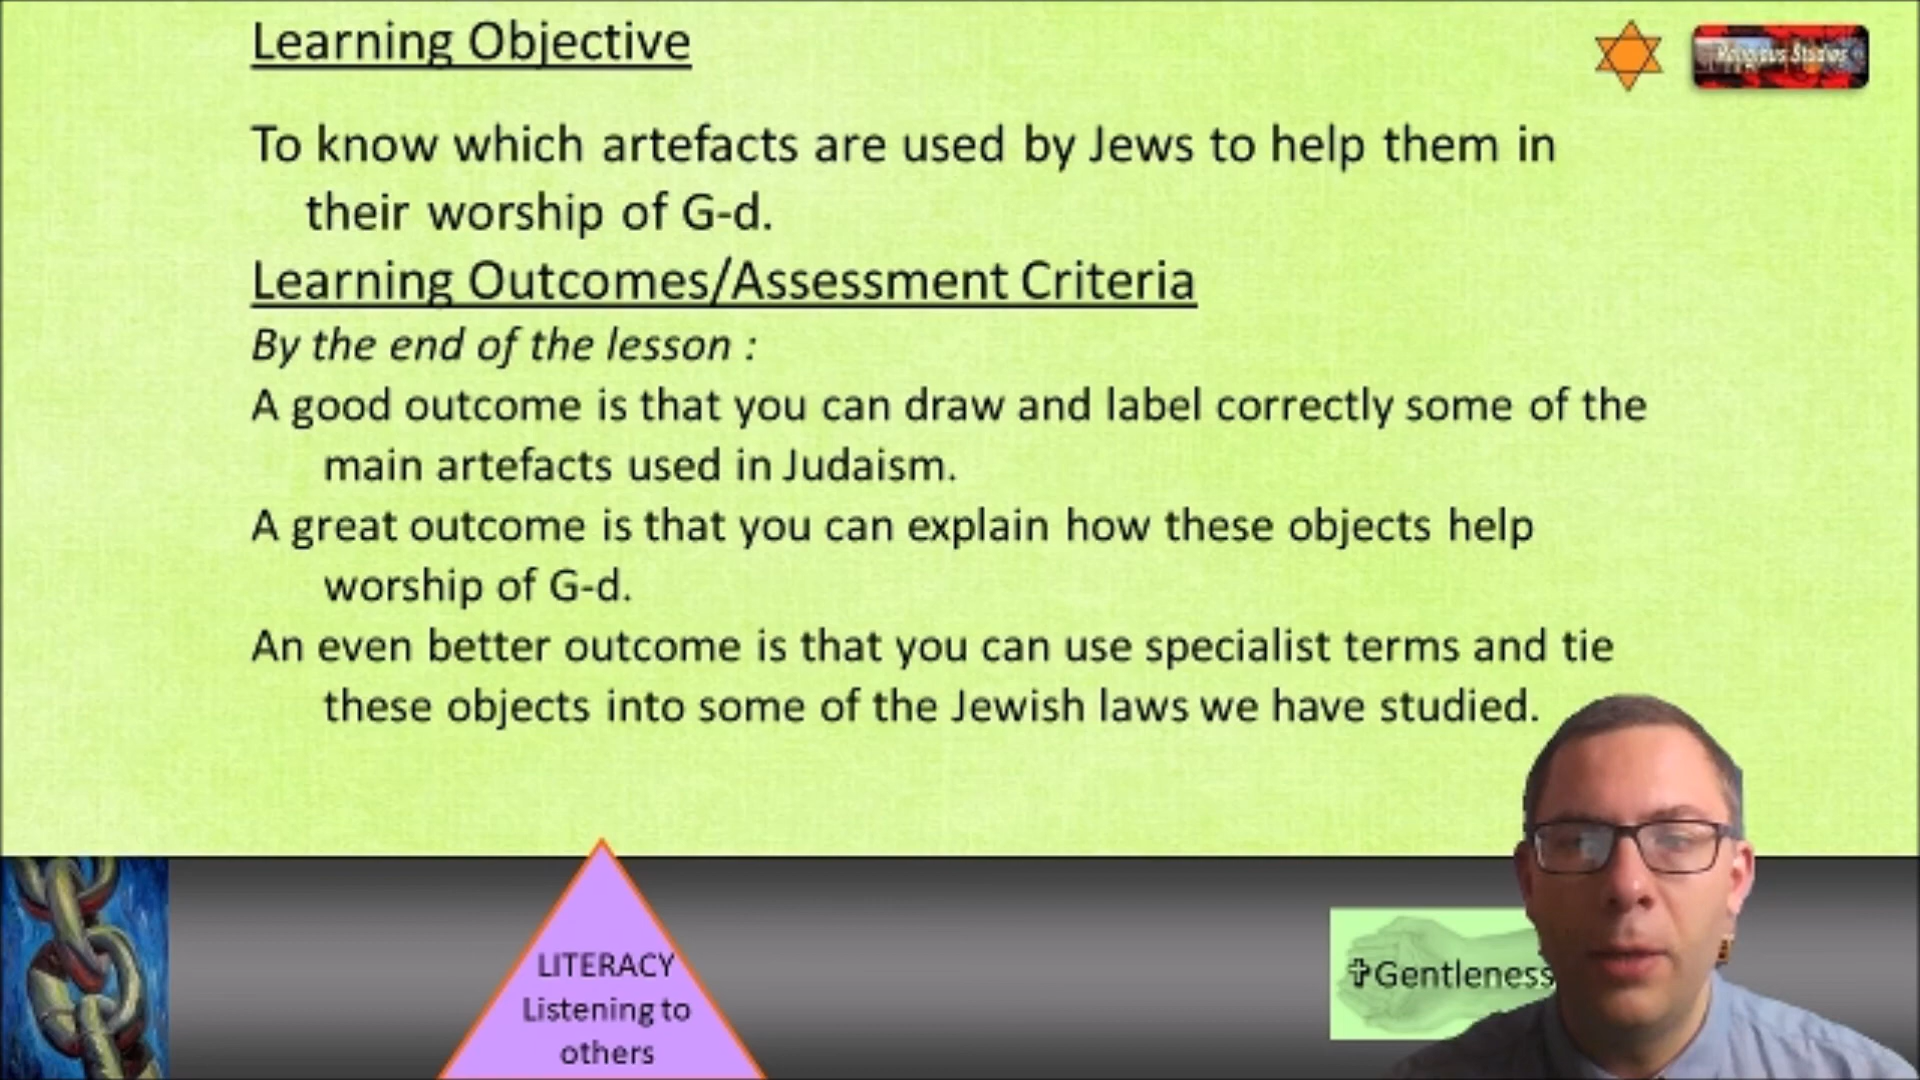 Learning Objective
Religious Studies
To know which artefacts are used by Jews to help them in
their worship of G-d.
Learning Outcomes/Assessment Criteria
By the end of the lesson :
A good outcome is that you can draw and label correctly some of the
main artefacts used in Judaism.
A great outcome is that you can explain how these objects help
worship of G-d.
An even better outcome is that you can use specialist terms and tie
these objects into some of the Jewish laws we have studied.
LITERACY
Listening to
others
✞Gentleness